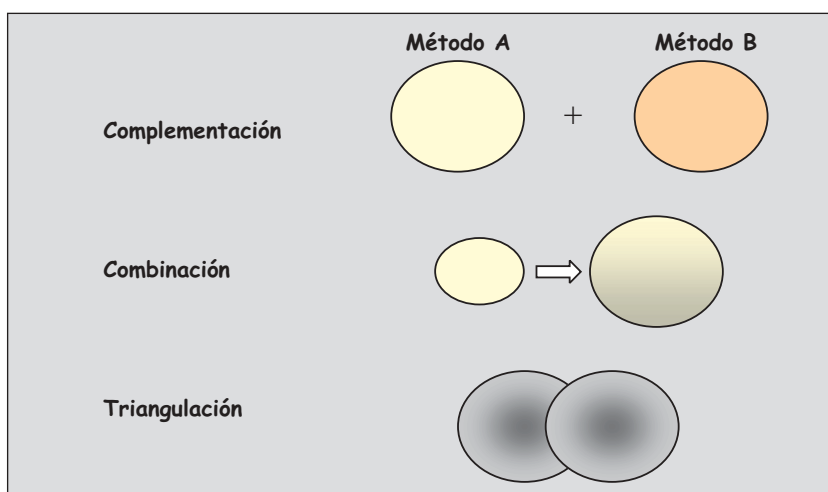 Método A Método B
Complementación +
Combinación
Triangulación